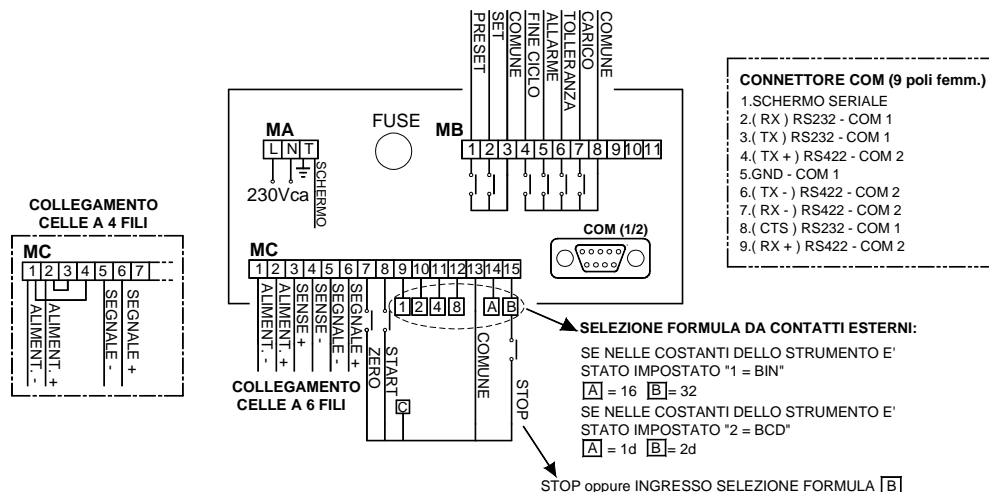 PRESET
SET
COMUNE
FINE CICLO
ALLARME
TOLLERANZA
CARICO
COMUNE
MA
L N T
230Vca
SCHERMO
FUSE
MB
1 2 3 4 5 6 7 8 9 10 11
COM (1/2)
CONNETTORE COM (9 poli femm.)
1.SCHERMO SERIALE
2.( RX ) RS232 - COM 1
3.( TX ) RS232 - COM 1
4.( TX + ) RS422 - COM 2
5.GND - COM 1
6.( TX - ) RS422 - COM 2
7.( RX - ) RS422 - COM 2
8.( CTS ) RS232 - COM 1
9.( RX + ) RS422 - COM 2
COLLEGAMENTO
CELLE A 4 FILI
MC
1 2 3 4 5 6 7
ALIMENT. -
ALIMENT. +
SEGNALE -
SEGNALE +
MC
1 2 3 4 5 6 7 8 9 10 11 12 13 14 15
ALIMENT. -
ALIMENT. +
SENSE +
SENSE -
SEGNALE -
SEGNALE +
ZERO
START
1 2 4 8
A B
C
COMUNE
STOP
COLLEGAMENTO
CELLE A 6 FILI
SELEZIONE FORMULA DA CONTATTI ESTERNI:
SE NELLE COSTANTI DELLO STRUMENTO E'
STATO IMPOSTATO "1 = BIN"
A = 16 B = 32
SE NELLE COSTANTI DELLO STRUMENTO E'
STATO IMPOSTATO "2 = BCD"
A = 1d B = 2d
STOP oppure INGRESSO SELEZIONE FORMULA B